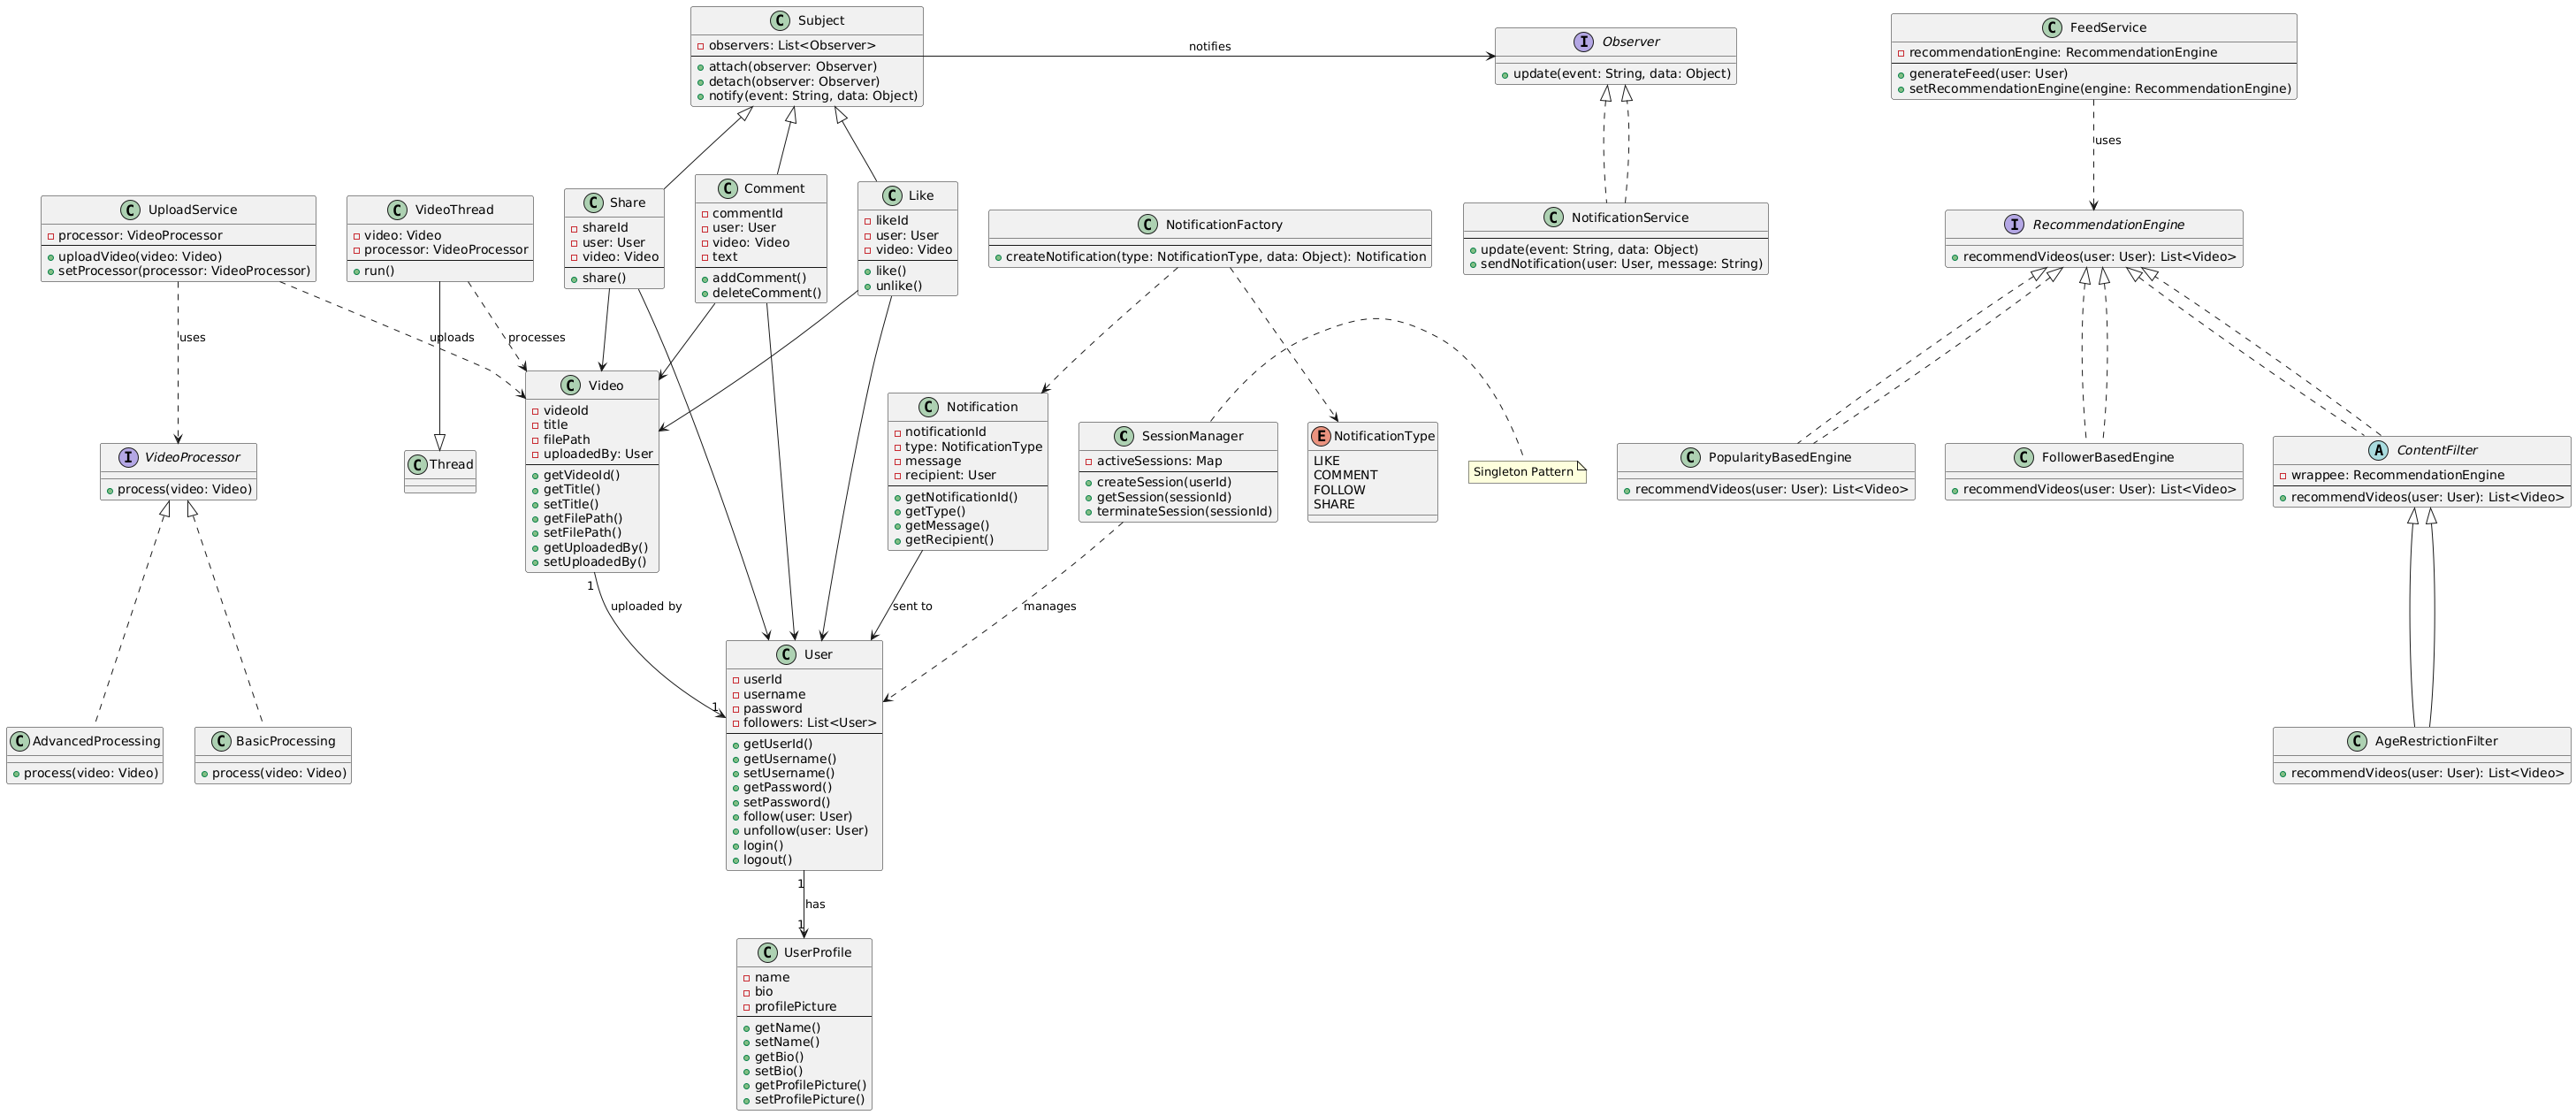 Subject
observers: List<Observer>
attach(observer: Observer)
detach(observer: Observer)
notify(event: String, data: Object)
notifies
Observer
update(event: String, data: Object)
FeedService
recommendationEngine: RecommendationEngine
generateFeed(user: User)
setRecommendationEngine(engine: RecommendationEngine)
uses
UploadService
processor: VideoProcessor
uploadVideo(video: Video)
setProcessor(processor: VideoProcessor)
VideoThread
video: Video
processor: VideoProcessor
run()
Share
shareId
user: User
video: Video
share()
Comment
commentId
user: User
video: Video
text
addComment()
deleteComment()
Like
likeId
user: User
video: Video
like()
unlike()
NotificationFactory
createNotification(type: NotificationType, data: Object): Notification
NotificationService
update(event: String, data: Object)
sendNotification(user: User, message: String)
RecommendationEngine
recommendVideos(user: User): List<Video>
uses
uploads
processes
VideoProcessor
process(video: Video)
Thread
Video
videoId
title
filePath
uploadedBy: User
getVideoId()
getTitle()
setTitle()
getFilePath()
setFilePath()
getUploadedBy()
setUploadedBy()
Notification
notificationId
type: NotificationType
message
recipient: User
getNotificationId()
getType()
getMessage()
getRecipient()
SessionManager
activeSessions: Map
createSession(userId)
getSession(sessionId)
terminateSession(sessionId)
NotificationType
LIKE
COMMENT
FOLLOW
SHARE
Singleton Pattern
PopularityBasedEngine
recommendVideos(user: User): List<Video>
FollowerBasedEngine
recommendVideos(user: User): List<Video>
ContentFilter
wrappee: RecommendationEngine
recommendVideos(user: User): List<Video>
1
uploaded by
1
sent to
manages
AdvancedProcessing
process(video: Video)
BasicProcessing
process(video: Video)
User
userId
username
password
followers: List<User>
getUserId()
getUsername()
setUsername()
getPassword()
setPassword()
follow(user: User)
unfollow(user: User)
login()
logout()
AgeRestrictionFilter
recommendVideos(user: User): List<Video>
1
has
1
UserProfile
name
bio
profilePicture
getName()
setName()
getBio()
setBio()
getProfilePicture()
setProfilePicture()